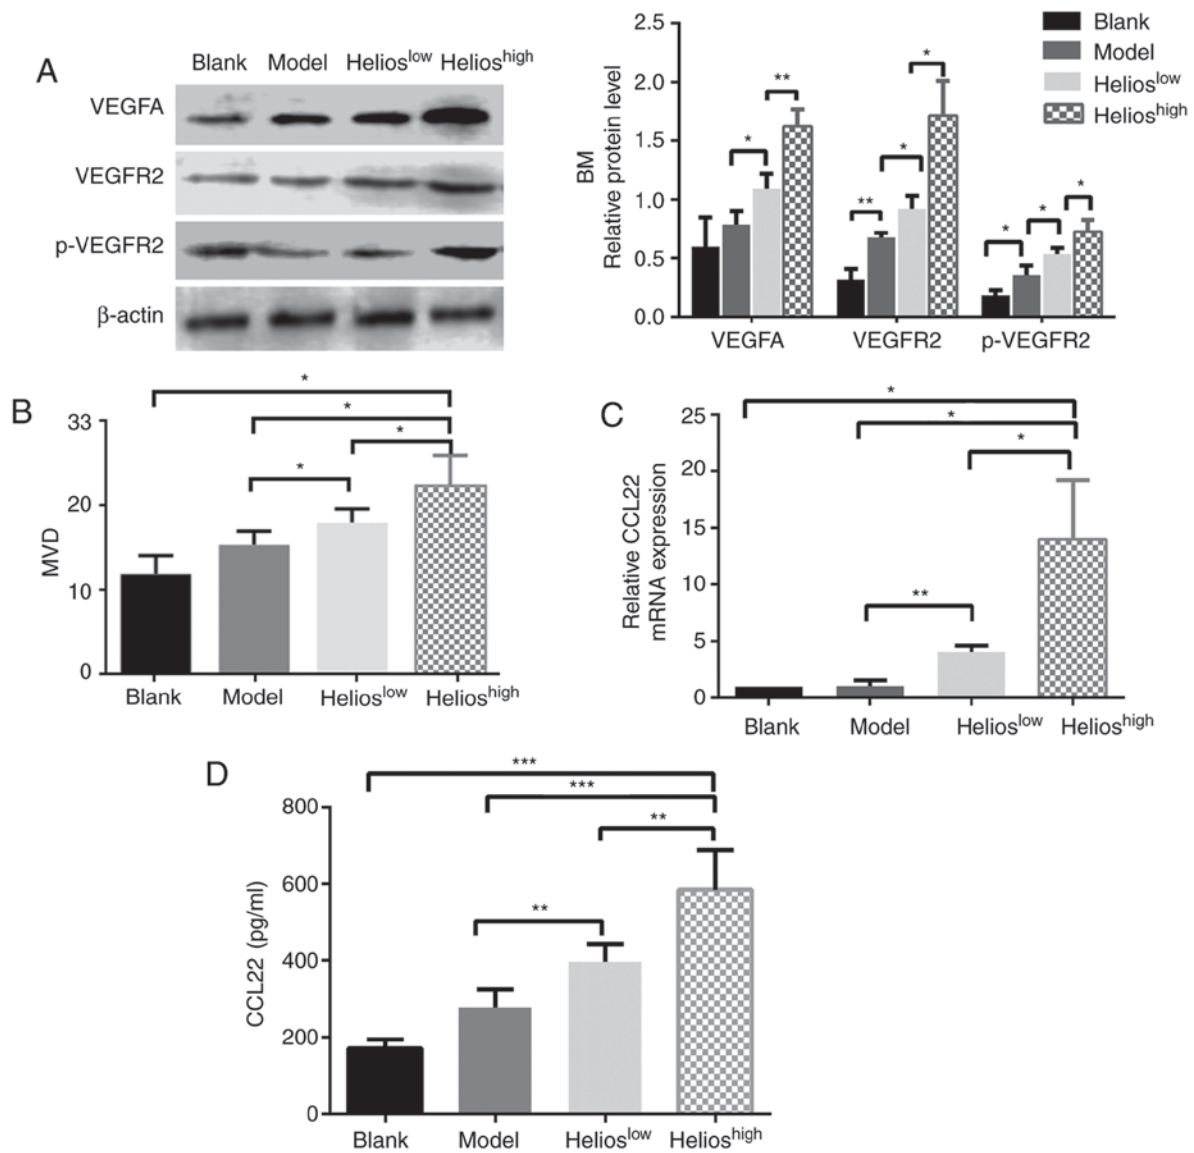 A
Blank Model Helios^low Helios^high
VEGFA
VEGFR2
p-VEGFR2
β-actin
BM
Relative protein level
2.5
2.0
1.5
1.0
0.5
0.0
* ** ** * * * * *
VEGFA VEGFR2 p-VEGFR2
Blank
Model
Helios^low
Helios^high
B
MVD
33
20
10
0
*
*
*
*
Blank Model Helios^low Helios^high
C
Relative CCL22
mRNA expression
25
20
15
10
5
0
*
*
*
**
Blank Model Helios^low Helios^high
D
CCL22 (pg/ml)
800
600
400
200
0
***
***
**
**
Blank Model Helios^low Helios^high